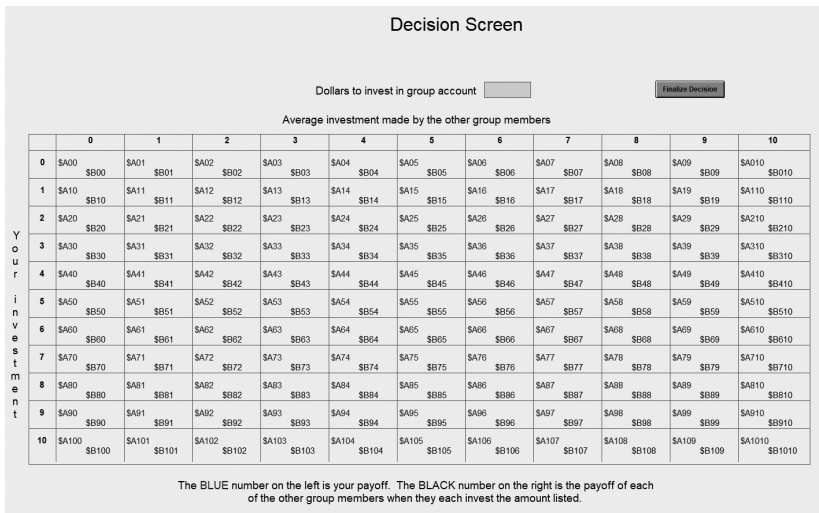 Decision Screen
Dollars to invest in group account
Finalize Decision
Average investment made by the other group members
0 1 2 3 4 5 6 7 8 9 10
0 $A00 $A01 $A02 $A03 $A04 $A05 $A06 $A07 $A08 $A09 $A010
$B00 $B01 $B02 $B03 $B04 $B05 $B06 $B07 $B08 $B09 $B010
1 $A10 $A11 $A12 $A13 $A14 $A15 $A16 $A17 $A18 $A19 $A110
$B10 $B11 $B12 $B13 $B14 $B15 $B16 $B17 $B18 $B19 $B110
2 $A20 $A21 $A22 $A23 $A24 $A25 $A26 $A27 $A28 $A29 $A210
$B20 $B21 $B22 $B23 $B24 $B25 $B26 $B27 $B28 $B29 $B210
3 $A30 $A31 $A32 $A33 $A34 $A35 $A36 $A37 $A38 $A39 $A310
$B30 $B31 $B32 $B33 $B34 $B35 $B36 $B37 $B38 $B39 $B310
4 $A40 $A41 $A42 $A43 $A44 $A45 $A46 $A47 $A48 $A49 $A410
$B40 $B41 $B42 $B43 $B44 $B45 $B46 $B47 $B48 $B49 $B410
5 $A50 $A51 $A52 $A53 $A54 $A55 $A56 $A57 $A58 $A59 $A510
$B50 $B51 $B52 $B53 $B54 $B55 $B56 $B57 $B58 $B59 $B510
6 $A60 $A61 $A62 $A63 $A64 $A65 $A66 $A67 $A68 $A69 $A610
$B60 $B61 $B62 $B63 $B64 $B65 $B66 $B67 $B68 $B69 $B610
7 $A70 $A71 $A72 $A73 $A74 $A75 $A76 $A77 $A78 $A79 $A710
$B70 $B71 $B72 $B73 $B74 $B75 $B76 $B77 $B78 $B79 $B710
8 $A80 $A81 $A82 $A83 $A84 $A85 $A86 $A87 $A88 $A89 $A810
$B80 $B81 $B82 $B83 $B84 $B85 $B86 $B87 $B88 $B89 $B810
9 $A90 $A91 $A92 $A93 $A94 $A95 $A96 $A97 $A98 $A99 $A910
$B90 $B91 $B92 $B93 $B94 $B95 $B96 $B97 $B98 $B99 $B910
10 $A100 $A101 $A102 $A103 $A104 $A105 $A106 $A107 $A108 $A109 $A1010
$B100 $B101 $B102 $B103 $B104 $B105 $B106 $B107 $B108 $B109 $B1010
Your investment
The BLUE number on the left is your payoff. The BLACK number on the right is the payoff of each
of the other group members when they each invest the amount listed.